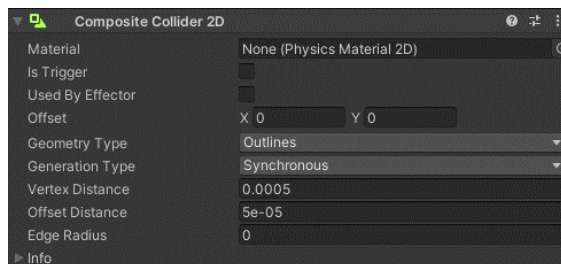 Composite Collider 2D
Material None (Physics Material 2D)
Is Trigger
Used By Effector
Offset X 0 Y 0
Geometry Type Outlines
Generation Type Synchronous
Vertex Distance 0.0005
Offset Distance 5e-05
Edge Radius 0
Info